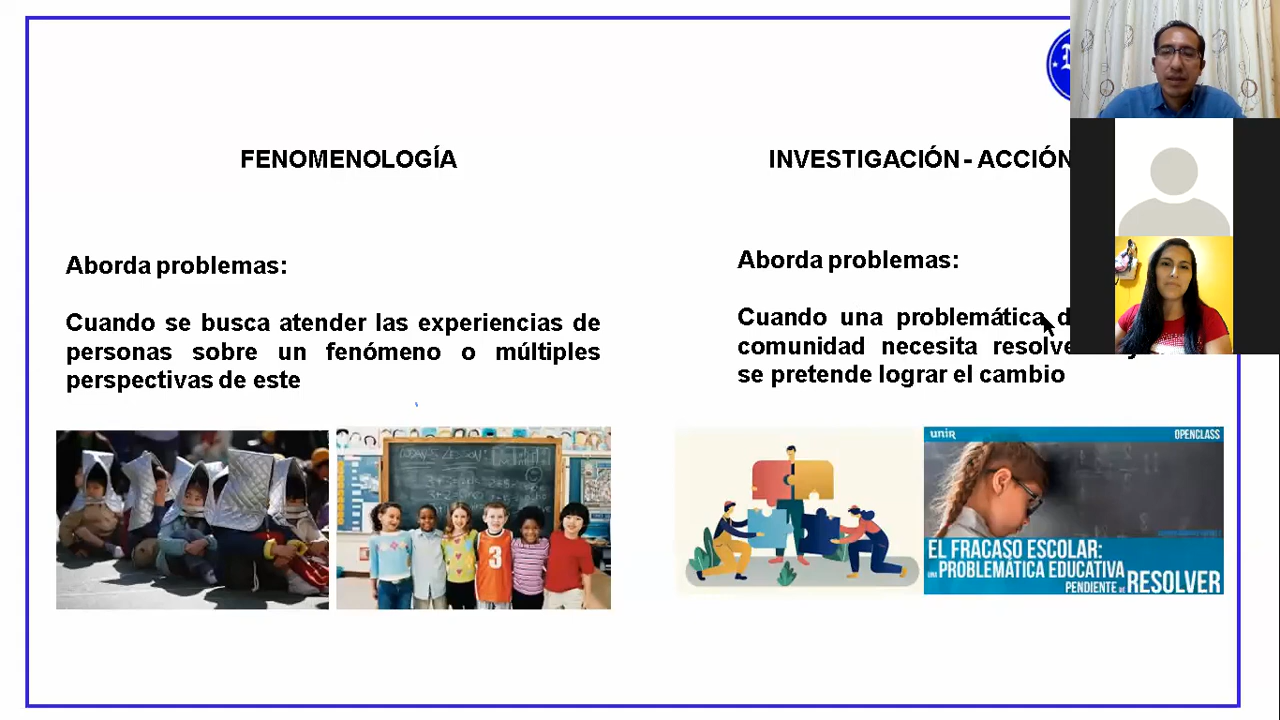 FENOMENOLOGÍA
Aborda problemas:
Cuando se busca atender las experiencias de
personas sobre un fenómeno o múltiples
perspectivas de este
INVESTIGACIÓN - ACCIÓN
Aborda problemas:
Cuando una problemática
comunidad necesita
se pretende lograr el cambio
3
unir
OPENCLASS
EL FRACASO ESCOLAR:
UNA PROBLEMÁTICA EDUCATIVA
PENDIENTE DE RESOLVER